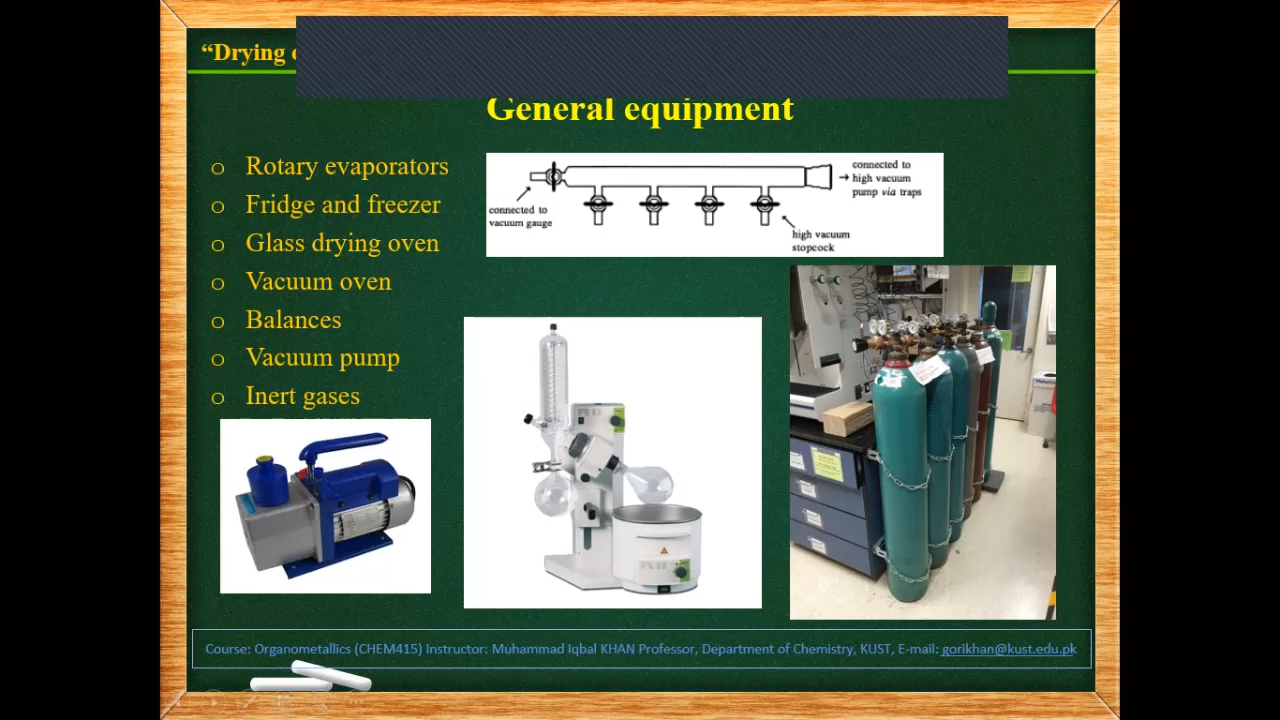 “Drying
General equipment
o Rotary evaporators
o Fridge and freezer
o Glass drying oven
o Vacuum oven
o Balances
o Vacuum pump
o Inert gases
connected to
vacuum gauge
connected to
high vacuum
pump via traps
high vacuum
stopcock
Course: Organometallics (CHEM415) Instructor: Muhammad Iqbal KHAN Professor, Department of Chemistry, KUST, E-mail: gorikhan@kust.edu.pk